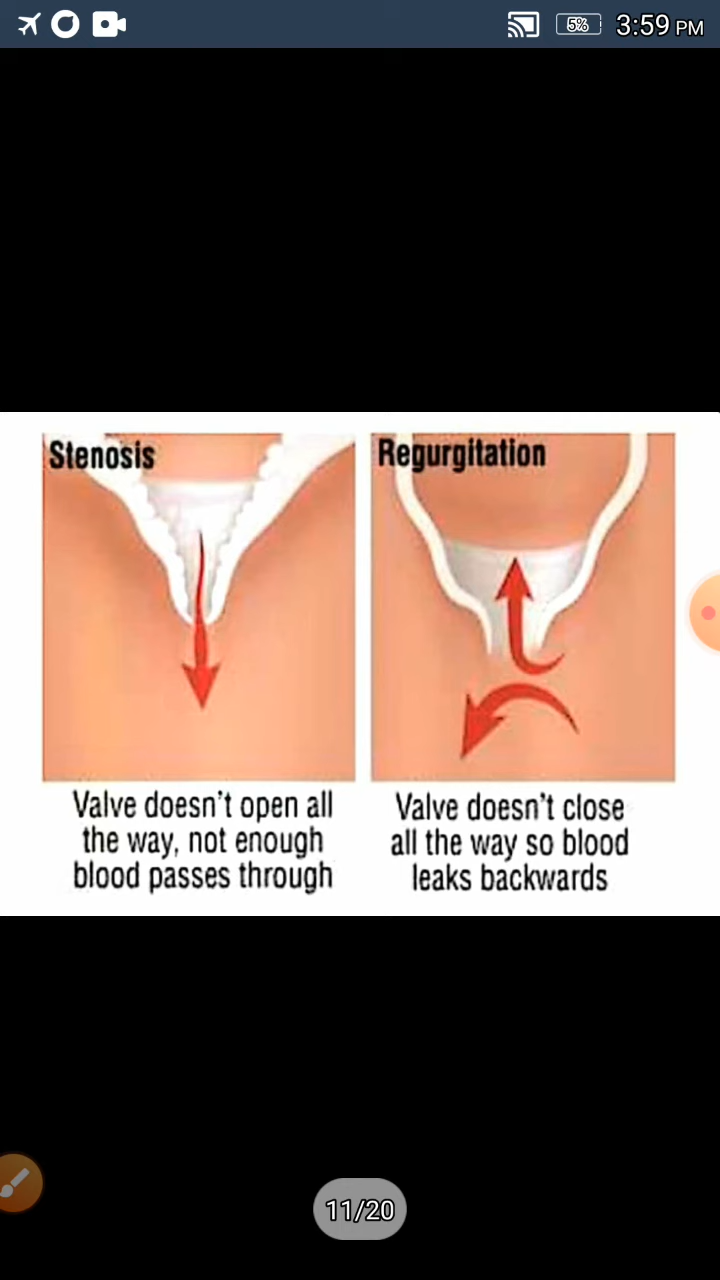 5% 3:59 PM
Stenosis
Regurgitation
Valve doesn't open all
the way, not enough
blood passes through
Valve doesn't close
all the way so blood
leaks backwards
11/20